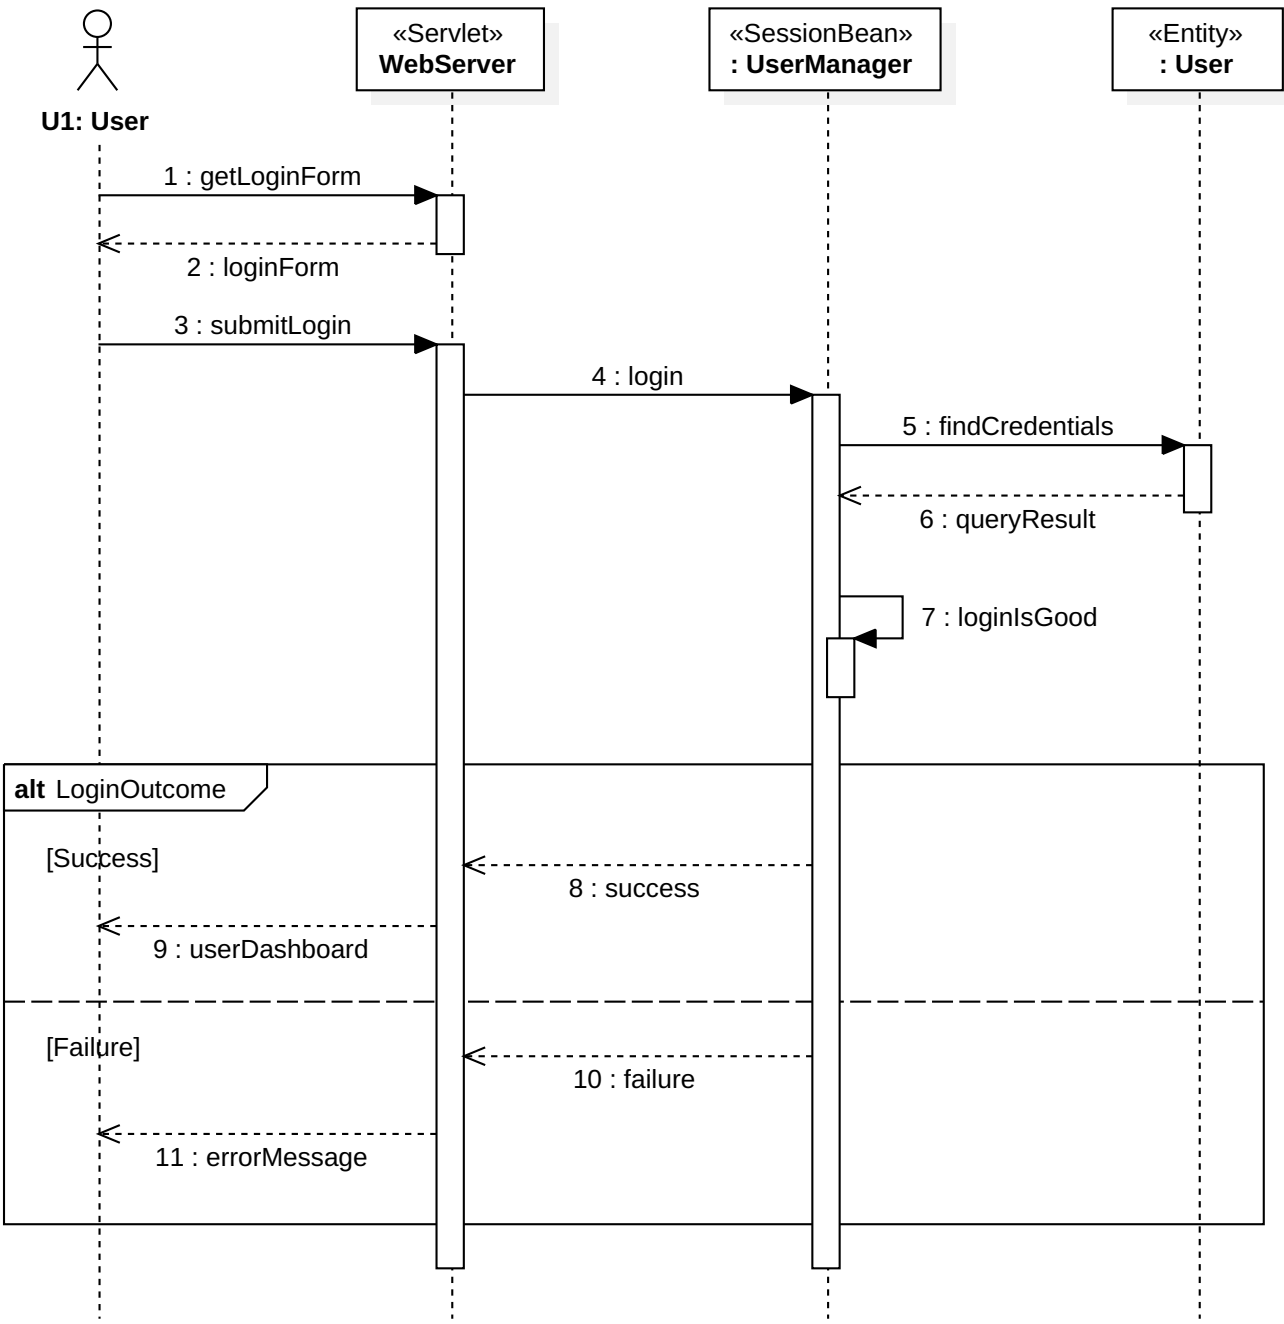 «Servlet»
WebServer
«SessionBean»
: UserManager
«Entity»
: User
U1: User
1 : getLoginForm
2 : loginForm
3 : submitLogin
4 : login
5 : findCredentials
6 : queryResult
7 : loginIsGood
alt LoginOutcome
[Success]
8 : success
9 : userDashboard
[Failure]
10 : failure
11 : errorMessage